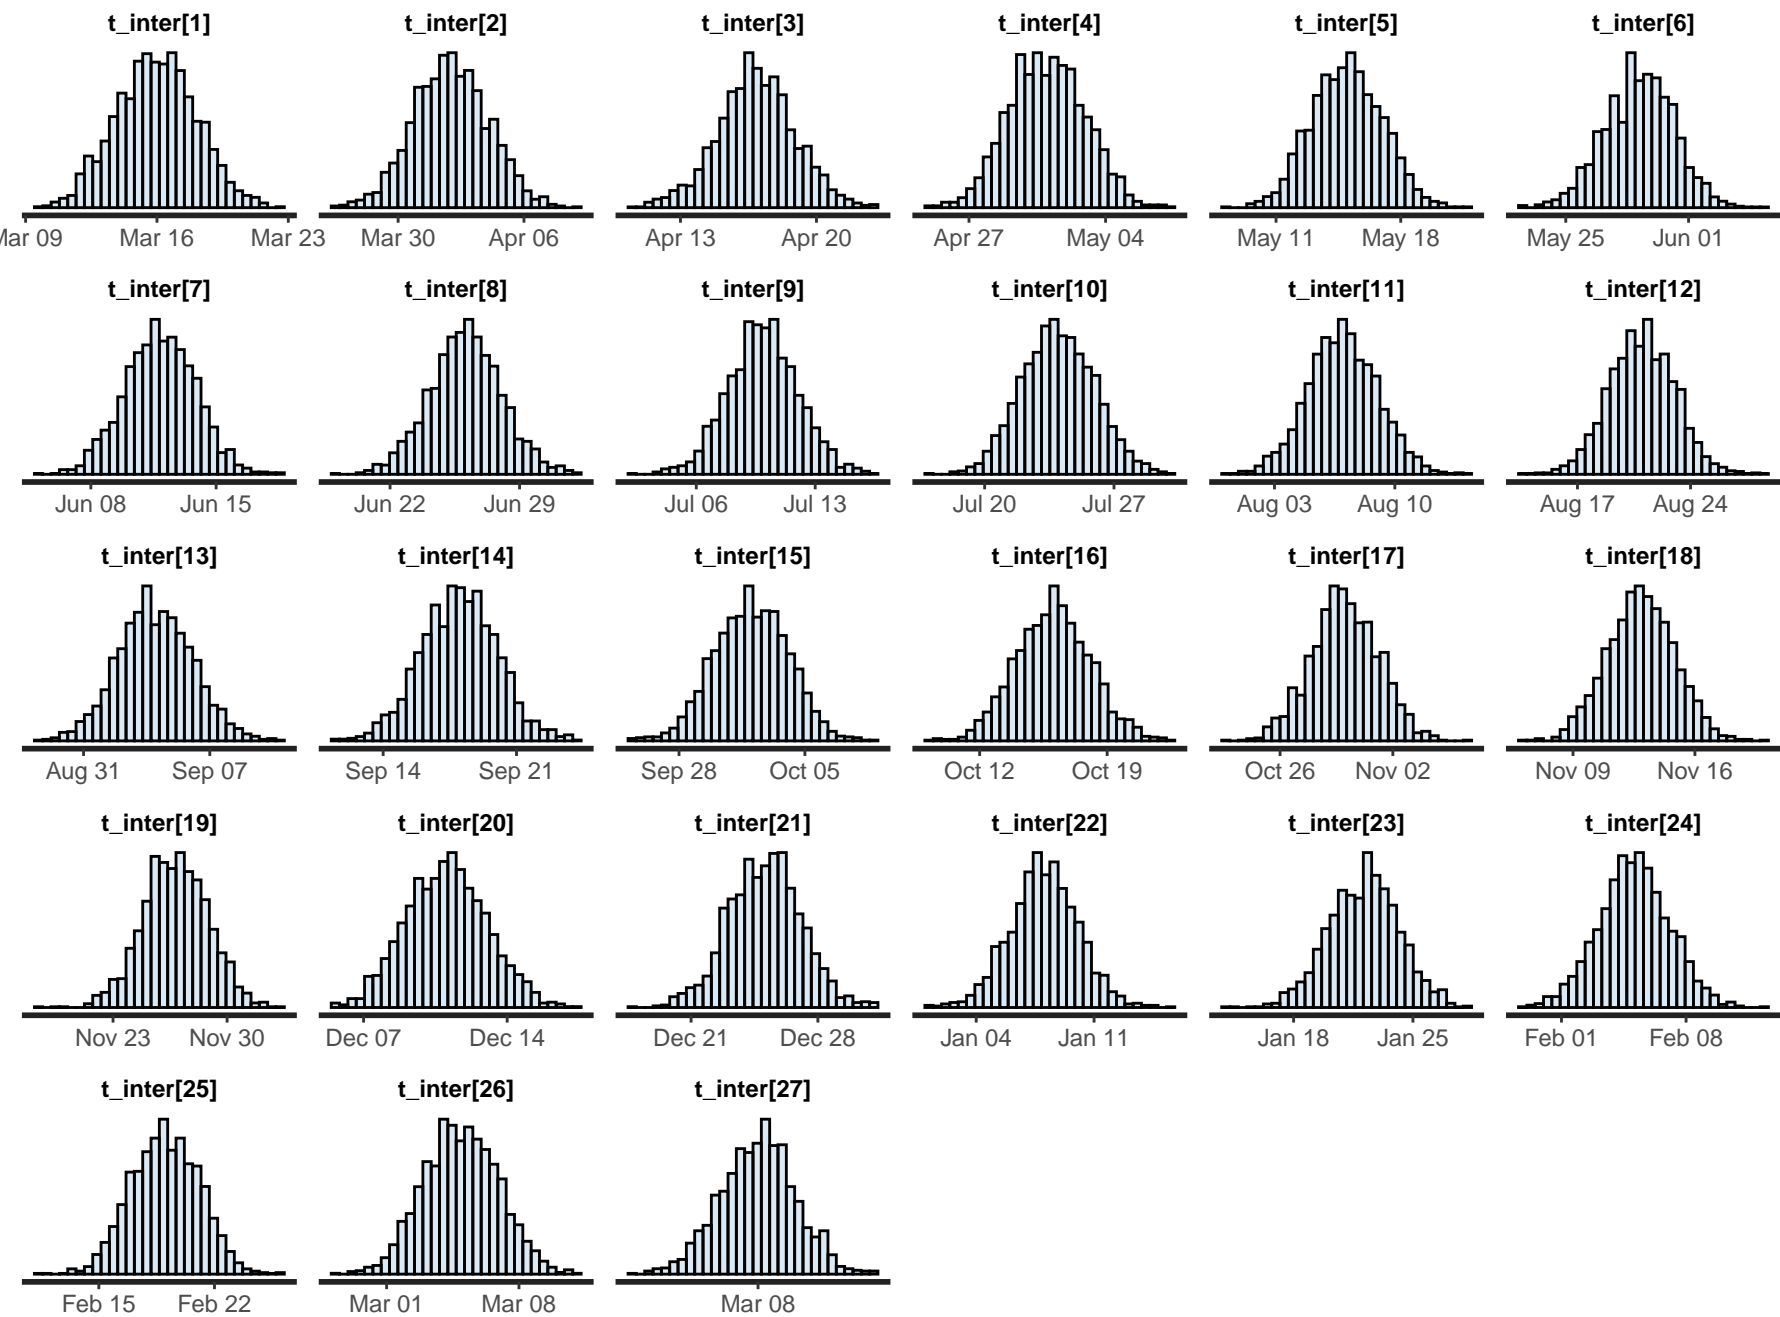 t_inter[1] t_inter[2] t_inter[3] t_inter[4] t_inter[5] t_inter[6]
Mar 09 Mar 16 Mar 23 Mar 30 Apr 06 Apr 13 Apr 20 Apr 27 May 04 May 11 May 18 May 25 Jun 01
t_inter[7] t_inter[8] t_inter[9] t_inter[10] t_inter[11] t_inter[12]
Jun 08 Jun 15 Jun 22 Jun 29 Jul 06 Jul 13 Jul 20 Jul 27 Aug 03 Aug 10 Aug 17 Aug 24
t_inter[13] t_inter[14] t_inter[15] t_inter[16] t_inter[17] t_inter[18]
Aug 31 Sep 07 Sep 14 Sep 21 Sep 28 Oct 05 Oct 12 Oct 19 Oct 26 Nov 02 Nov 09 Nov 16
t_inter[19] t_inter[20] t_inter[21] t_inter[22] t_inter[23] t_inter[24]
Nov 23 Nov 30 Dec 07 Dec 14 Dec 21 Dec 28 Jan 04 Jan 11 Jan 18 Jan 25 Feb 01 Feb 08
t_inter[25] t_inter[26] t_inter[27]
Feb 15 Feb 22 Mar 01 Mar 08 Mar 08